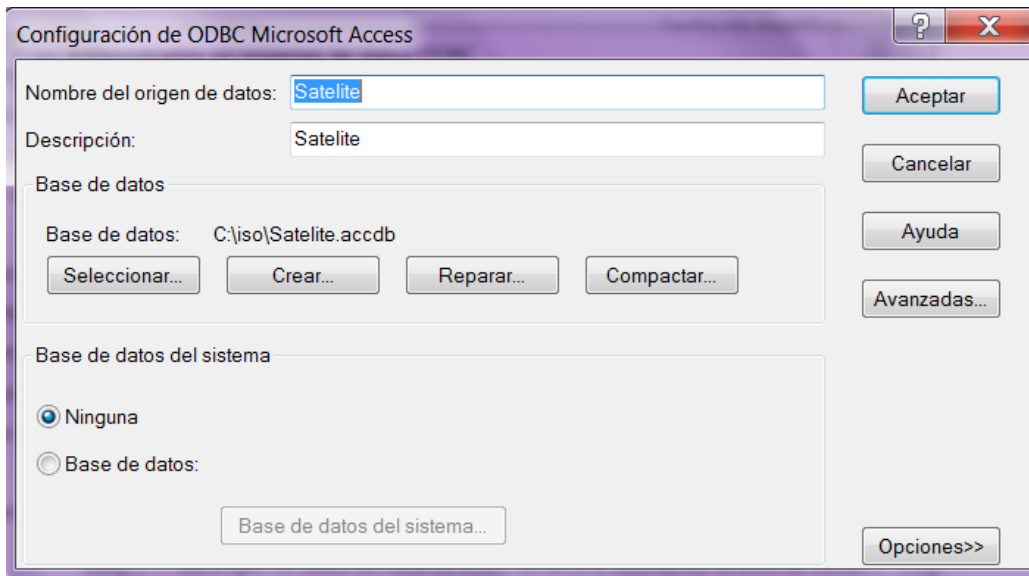 Configuración de ODBC Microsoft Access
Nombre del origen de datos: Satelite
Aceptar
Descripción: Satelite
Cancelar
Base de datos
Base de datos: C:\iso\Satelite.accdb
Ayuda
Seleccionar... Crear... Reparar... Compactar...
Avanzadas...
Base de datos del sistema
Ninguna
Base de datos:
Base de datos del sistema...
Opciones>>